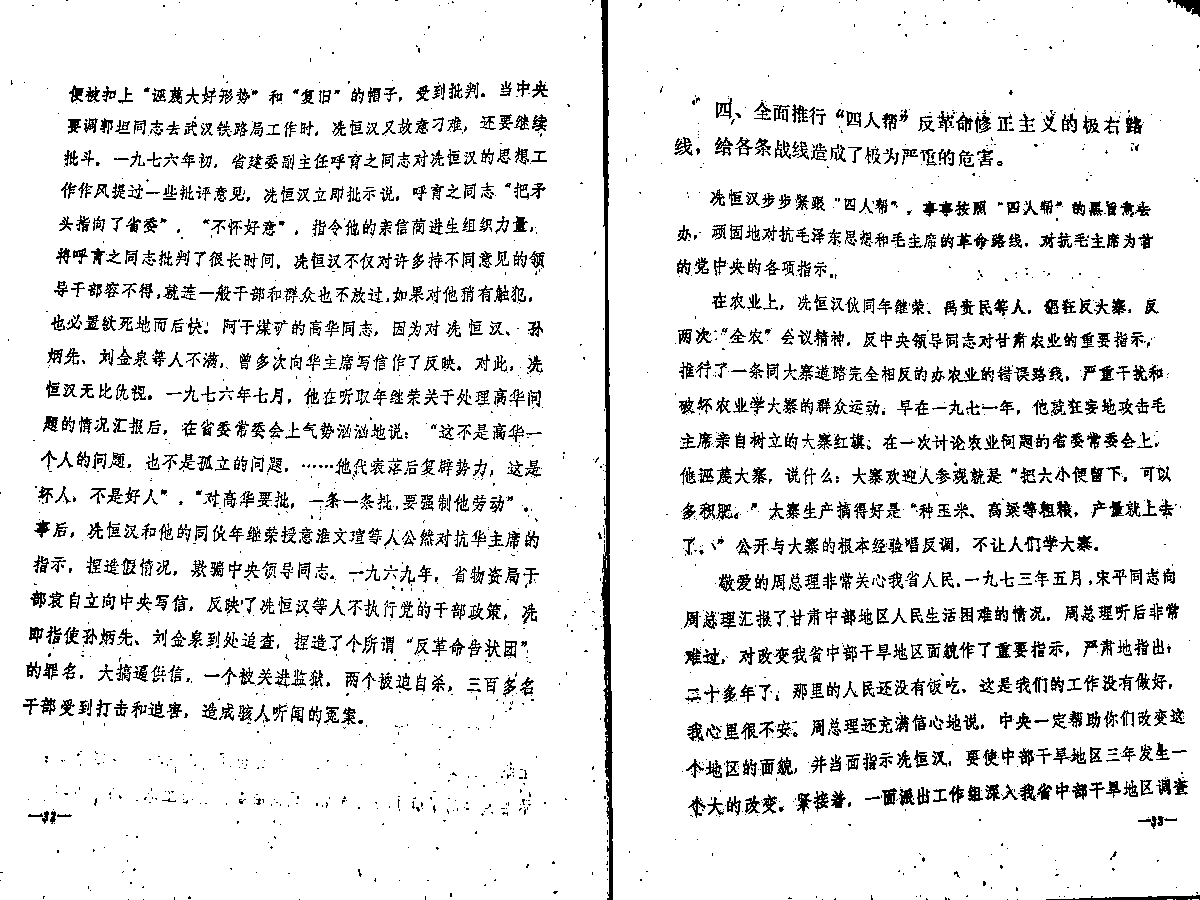 便被扣上“诬蔑大好形势”和“复旧”的帽子，受到批判。当中央
要调郭坦同志去武汉铁路局工作时，冼恒汉又故意刁难，还要继续
批斗。一九七六年初，省建委副主任呼育之同志对冼恒汉的思想工
作作风提过一些批评意见，冼恒汉立即批示说，呼育之同志“把矛
头指向了省委”，“不怀好意”，指令他的亲信蔺进生组织力量，
将呼育之同志批判了很长时间。冼恒汉不仅对许多持不同意见的领
导干部容不得，就连一般干部和群众也不放过，如果对他稍有触犯，
也必置欤死地而后快。阿干煤矿的高华同志，因为对冼恒汉、孙
炳先、刘金泉等人不满，曾多次向华主席写信作了反映。对此，冼
恒汉无比仇视。一九七六年七月，他在听取年继荣关于处理高华问
题的情况汇报后，在省委常委会上气势汹汹地说：“这不是高华一
个人的问题，也不是孤立的问题，……他代表落后复辟势力，这是
坏人，不是好人”。“对高华要批，一条一条批，要强制他劳动”。
事后，冼恒汉和他的同伙年继荣授意淮文瑄等人公然对抗华主席的
指示，捏造假情况，欺骗中央领导同志。一九六九年，省物资局干
部袁自立向中央写信，反映了冼恒汉等人不执行党的干部政策，冼
即指使孙炳先、刘金泉到处追查，捏造了个所谓“反革命告状团”
的罪名，大搞逼供信。一个被关进监狱，两个被迫自杀，三百多名
干部受到打击和迫害，造成骇人听闻的冤案。
—32—
四、全面推行“四人帮”反革命修正主义的极右路
线，给各条战线造成了极为严重的危害。
冼恒汉步步紧跟“四人帮”，事事按照“四人帮”的黑旨意去
办，顽固地对抗毛泽东思想和毛主席的革命路线，对抗毛主席为首
的党中央的各项指示。
在农业上，冼恒汉伙同年继荣、禹贵民等人，猖狂反大寨，反
两次“全农”会议精神，反中央领导同志对甘肃农业的重要指示，
推行了一条同大寨道路完全相反的办农业的错误路线，严重干扰和
破坏农业学大寨的群众运动。早在一九七一年，他就狂妄地攻击毛
主席亲自树立的大寨红旗；在一次讨论农业问题的省委常委会上，
他诬蔑大寨，说什么：大寨欢迎人参观就是“把六小便留下，可以
多积肥。”大寨生产搞得好是“种玉米、高粱等粗粮，产量就上去
了。”公开与大寨的根本经验唱反调，不让人们学大寨。
敬爱的周总理非常关心我省人民。一九七三年五月，宋平同志向
周总理汇报了甘肃中部地区人民生活困难的情况。周总理听后非常
难过，对改变我省中部干旱地区面貌作了重要指示，严肃地指出：
二十多年了，那里的人民还没有饭吃，这是我们的工作没有做好，
我心里很不安。周总理还充满信心地说，中央一定帮助你们改变这
个地区的面貌，并当面指示冼恒汉，要使中部干旱地区三年发生一
个大的改变。紧接着，一面派出工作组深入我省中部干旱地区调查
—33—